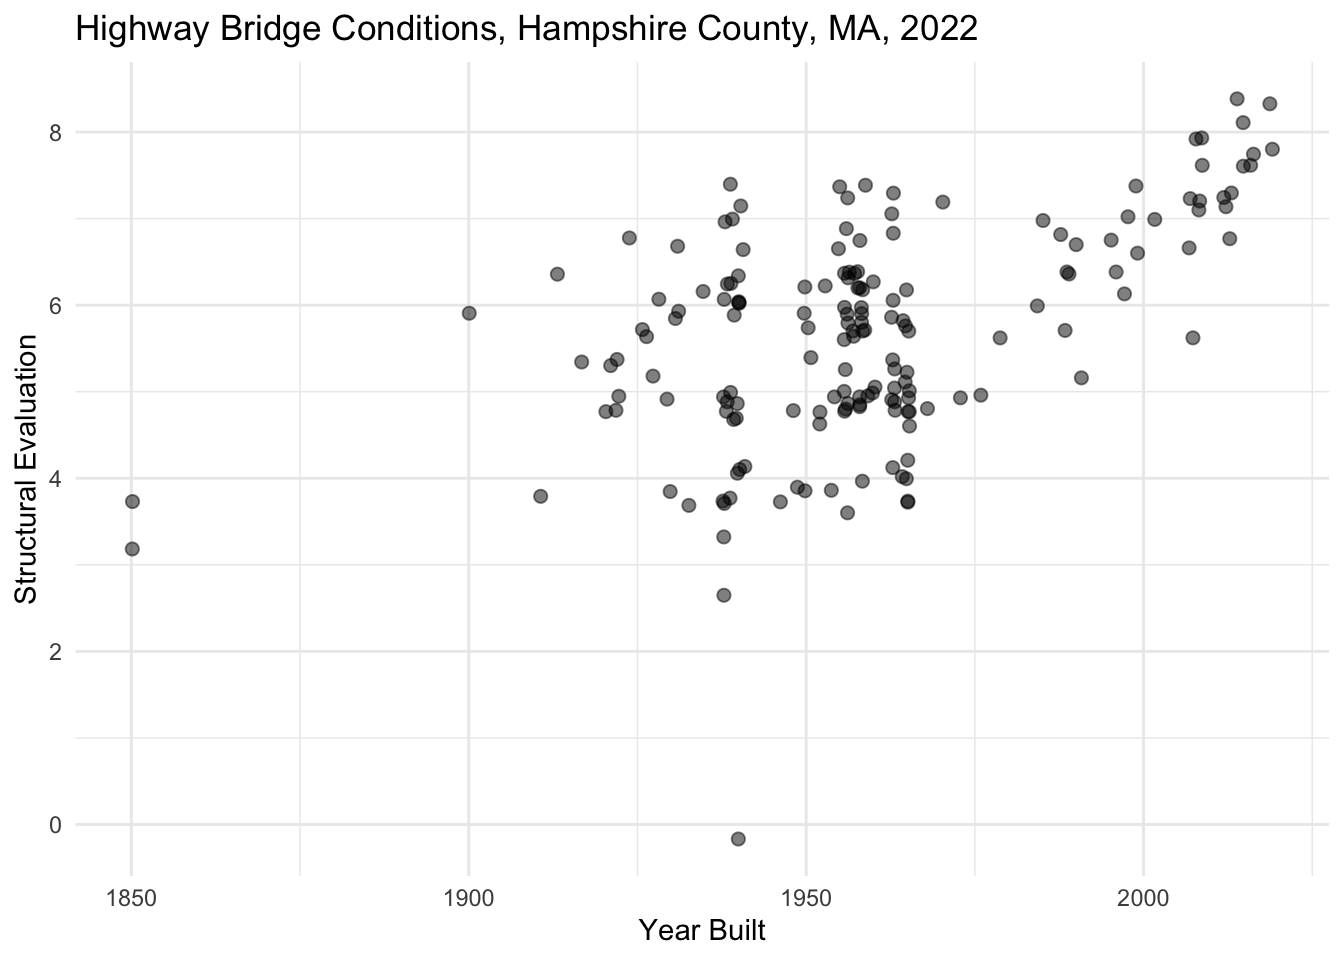 Highway Bridge Conditions, Hampshire County, MA, 2022
8
6
4
2
0
Structural Evaluation
1850 1900 1950 2000
Year Built